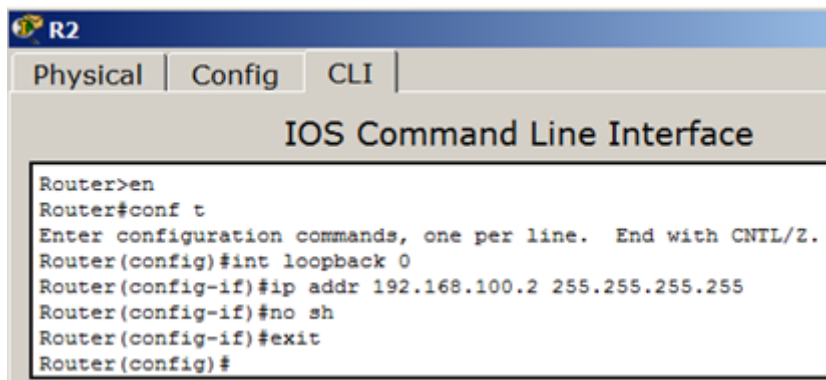 R2
Physical Config CLI
IOS Command Line Interface
Router>en
Router#conf t
Enter configuration commands, one per line.  End with CNTL/Z.
Router(config)#int loopback 0
Router(config-if)#ip addr 192.168.100.2 255.255.255.255
Router(config-if)#no sh
Router(config-if)#exit
Router(config)#